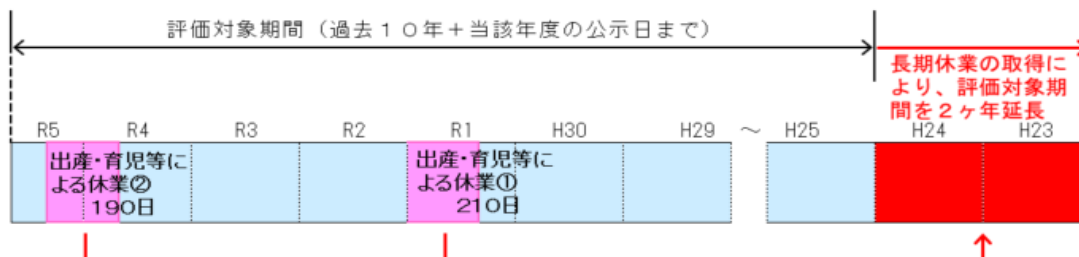 評価対象期間（過去１０年＋当該年度の公示日まで）
長期休業の取得に
より、評価対象期
間を２ヶ年延長
R5 R4 R3 R2 R1 H30 H29 ～ H25 H24 H23
出産・育児等に
よる休業②
190日
出産・育児等に
よる休業①
210日